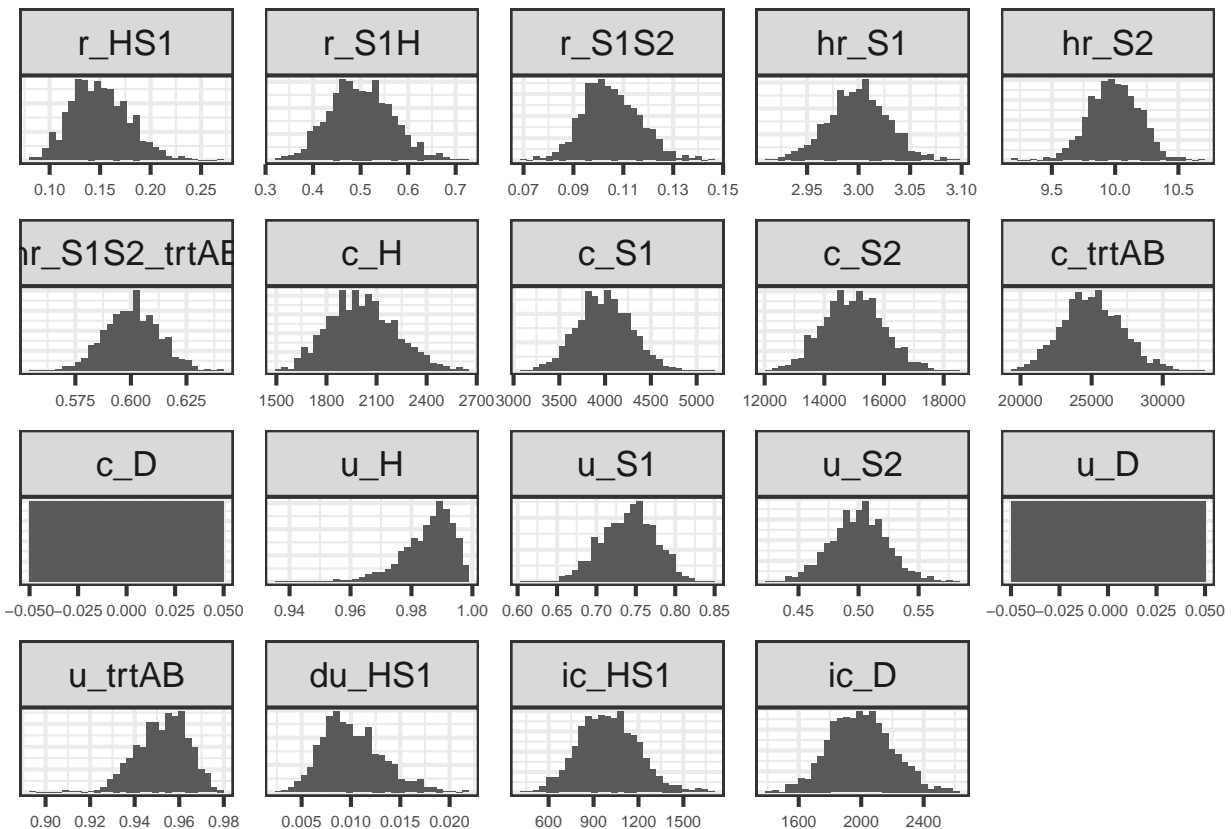 r_HS1 r_S1H r_S1S2 hr_S1 hr_S2
0.10 0.15 0.20 0.25 0.3 0.4 0.5 0.6 0.7 0.07 0.09 0.11 0.13 0.15 2.95 3.00 3.05 3.10 9.5 10.0 10.5
hr_S1S2_trtAB c_H c_S1 c_S2 c_trtAB
0.575 0.600 0.625 1500 1800 2100 2400 2700 3000 3500 4000 4500 5000 12000 14000 16000 18000 20000 25000 30000
c_D u_H u_S1 u_S2 u_D
−0.050 −0.025 0.000 0.025 0.050 0.94 0.96 0.98 1.00 0.60 0.65 0.70 0.75 0.80 0.85 0.45 0.50 0.55 −0.050 −0.025 0.000 0.025 0.050
u_trtAB du_HS1 ic_HS1 ic_D
0.90 0.92 0.94 0.96 0.98 0.005 0.010 0.015 0.020 600 900 1200 1500 1600 2000 2400